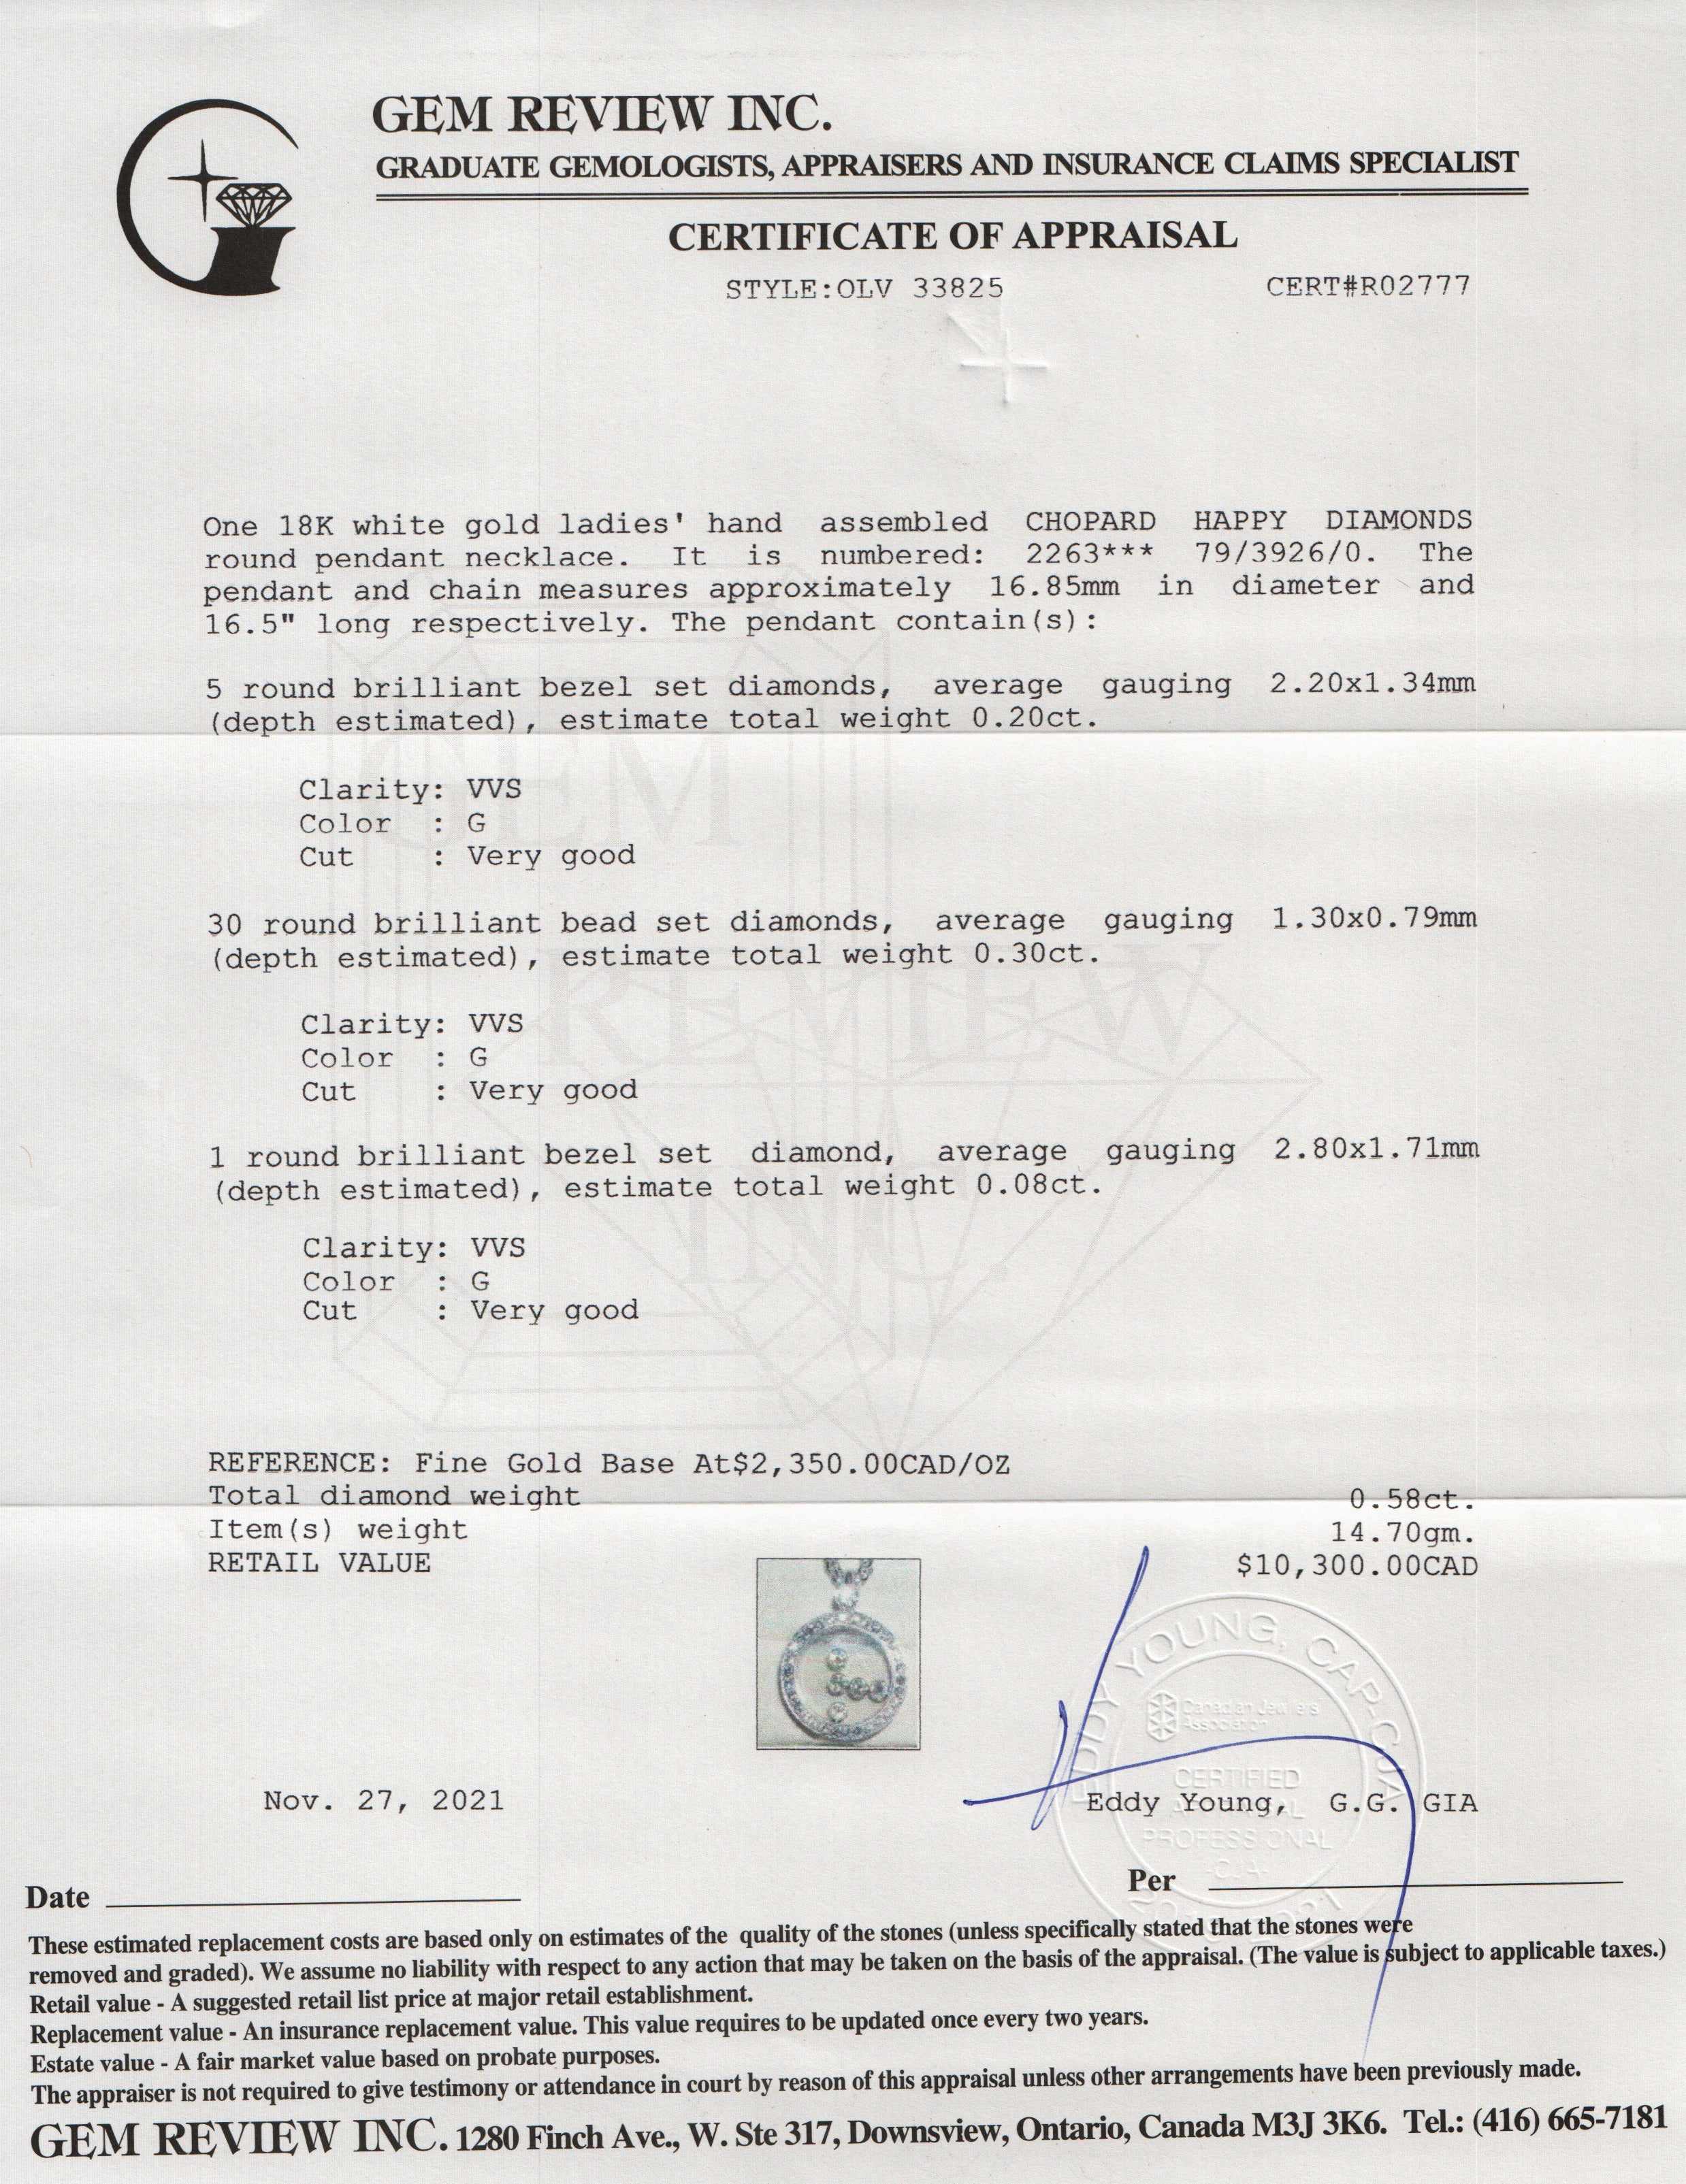 GEM REVIEW INC.
GRADUATE GEMOLOGISTS, APPRAISERS AND INSURANCE CLAIMS SPECIALIST
CERTIFICATE OF APPRAISAL
STYLE:OLV 33825 CERT#R02777
One 18K white gold ladies' hand assembled CHOPARD HAPPY DIAMONDS
round pendant necklace. It is numbered: 2263*** 79/3926/0. The
pendant and chain measures approximately 16.85mm in diameter and
16.5" long respectively. The pendant contain(s):
5 round brilliant bezel set diamonds, average gauging 2.20x1.34mm
(depth estimated), estimate total weight 0.20ct.
GEM
Clarity: VVS
Color : G
Cut : Very good
30 round brilliant bead set diamonds, average gauging 1.30x0.79mm
(depth estimated), estimate total weight 0.30ct.
REVIEW
Clarity: VVS
Color : G
Cut : Very good
1 round brilliant bezel set diamond, average gauging 2.80x1.71mm
(depth estimated), estimate total weight 0.08ct.
INC.
Clarity: VVS
Color : G
Cut : Very good
REFERENCE: Fine Gold Base At$2,350.00CAD/OZ
Total diamond weight 0.58ct.
Item(s) weight 14.70gm.
RETAIL VALUE $10,300.00CAD
EDDY YOUNG, CAP-CJA
Canadian Jewellers
Association
CERTIFIED
PROFESSIONAL
CJA
Nov. 27, 2021 Eddy Young, G.G. GIA
Date Per
These estimated replacement costs are based only on estimates of the quality of the stones (unless specifically stated that the stones were
removed and graded). We assume no liability with respect to any action that may be taken on the basis of the appraisal. (The value is subject to applicable taxes.)
Retail value - A suggested retail list price at major retail establishment.
Replacement value - An insurance replacement value. This value requires to be updated once every two years.
Estate value - A fair market value based on probate purposes.
The appraiser is not required to give testimony or attendance in court by reason of this appraisal unless other arrangements have been previously made.
GEM REVIEW INC. 1280 Finch Ave., W. Ste 317, Downsview, Ontario, Canada M3J 3K6. Tel.: (416) 665-7181